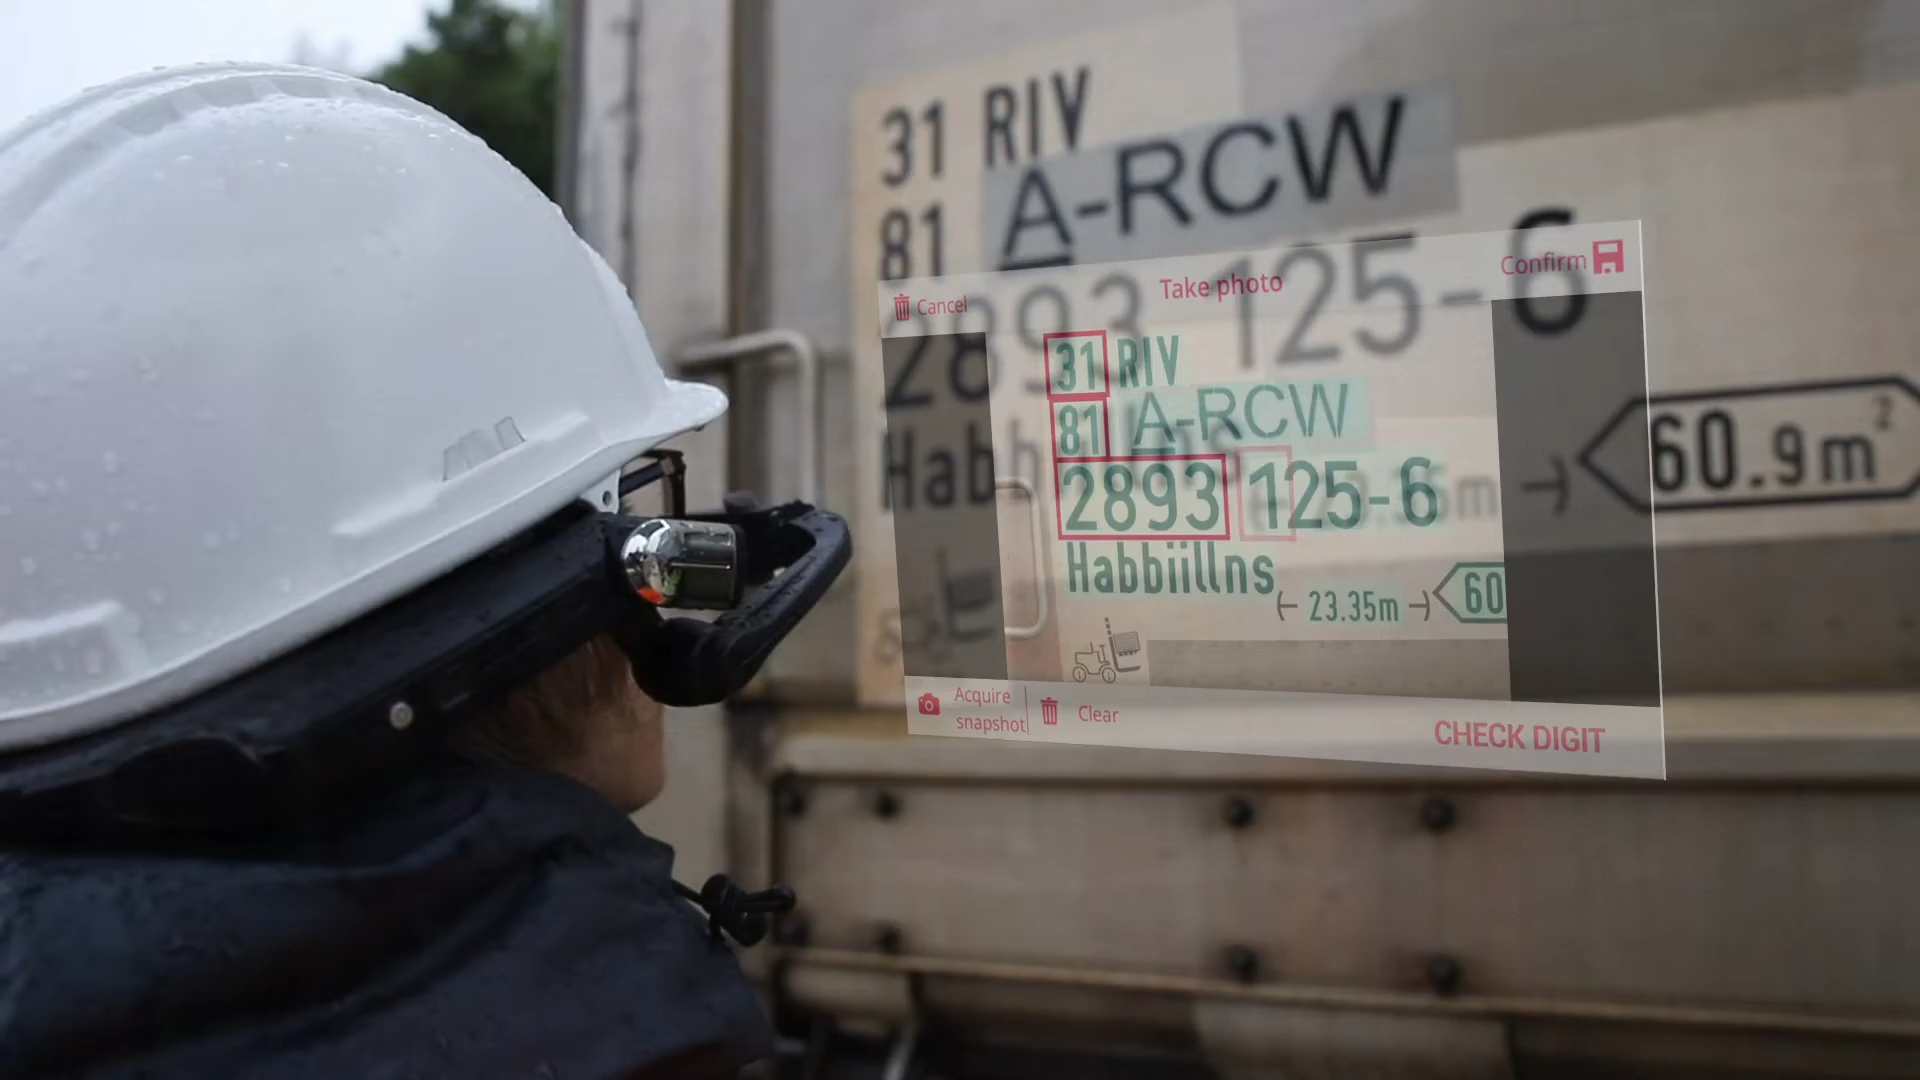 31 RIV
81 A-RCW
2893 125-6
Habbiillns
60.9m²
Cancel
Take photo
Confirm
31 RIV
81 A-RCW
2893 125-6
Habbiillns
23.35m
60
Acquire
snapshot
Clear
CHECK DIGIT